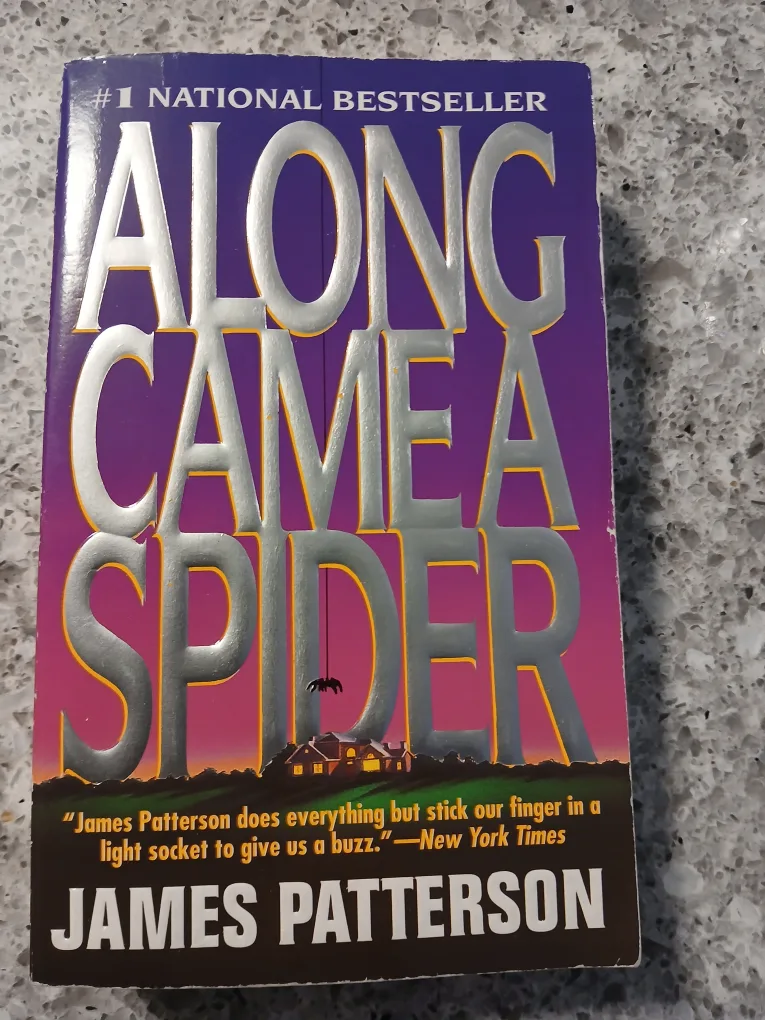 #1 NATIONAL BESTSELLER
ALONG
CAME A
SPIDER
"James Patterson does everything but stick our finger in a
light socket to give us a buzz."—New York Times
JAMES PATTERSON